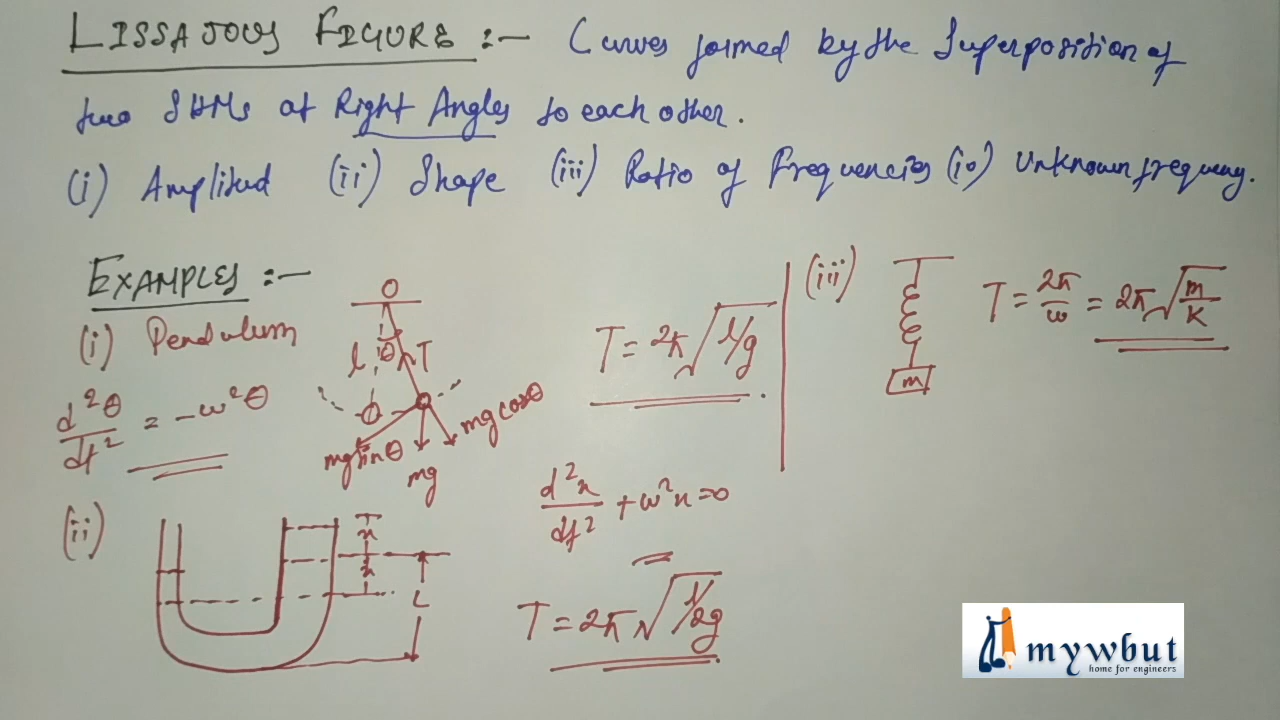 LISSAJOUS FIGURE :- Curves formed by the Superposition of
two SHMs at Right Angles to each other.
(i) Amplitud (ii) Shape (iii) Ratio of Frequencies (iv) Unknown frequency.
EXAMPLES :-
(i) Pendulum
d²θ/dt² = -ω²θ
l θ T
mg sinθ
mg
mg cosθ
T = 2π√l/g .
(ii)
x
x
L
d²x/dt² + ω²x = 0
T = 2π√l/2g .
(iii)
m
T = 2π/ω = 2π√m/k
mywbut
home for engineers